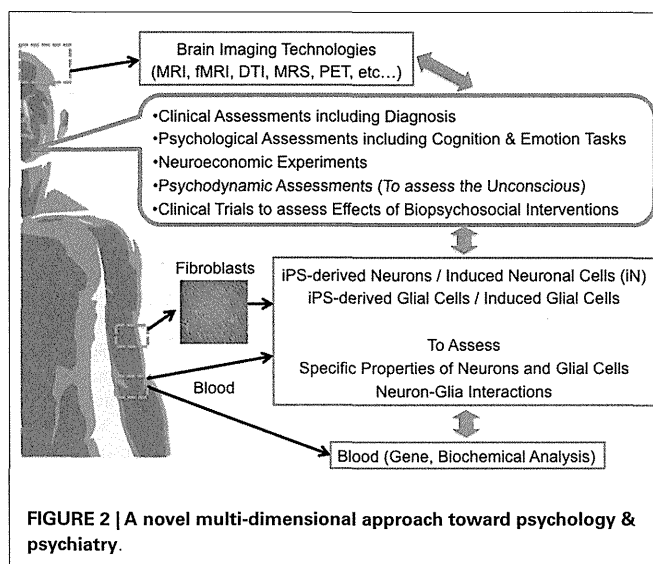 Brain Imaging Technologies
(MRI, fMRI, DTI, MRS, PET, etc…)
•Clinical Assessments including Diagnosis
•Psychological Assessments including Cognition & Emotion Tasks
•Neuroeconomic Experiments
•Psychodynamic Assessments (To assess the Unconscious)
•Clinical Trials to assess Effects of Biopsychosocial Interventions
Fibroblasts
iPS-derived Neurons / Induced Neuronal Cells (iN)
iPS-derived Glial Cells / Induced Glial Cells
To Assess
Specific Properties of Neurons and Glial Cells
Neuron-Glia Interactions
Blood
Blood (Gene, Biochemical Analysis)
FIGURE 2 | A novel multi-dimensional approach toward psychology &
psychiatry.